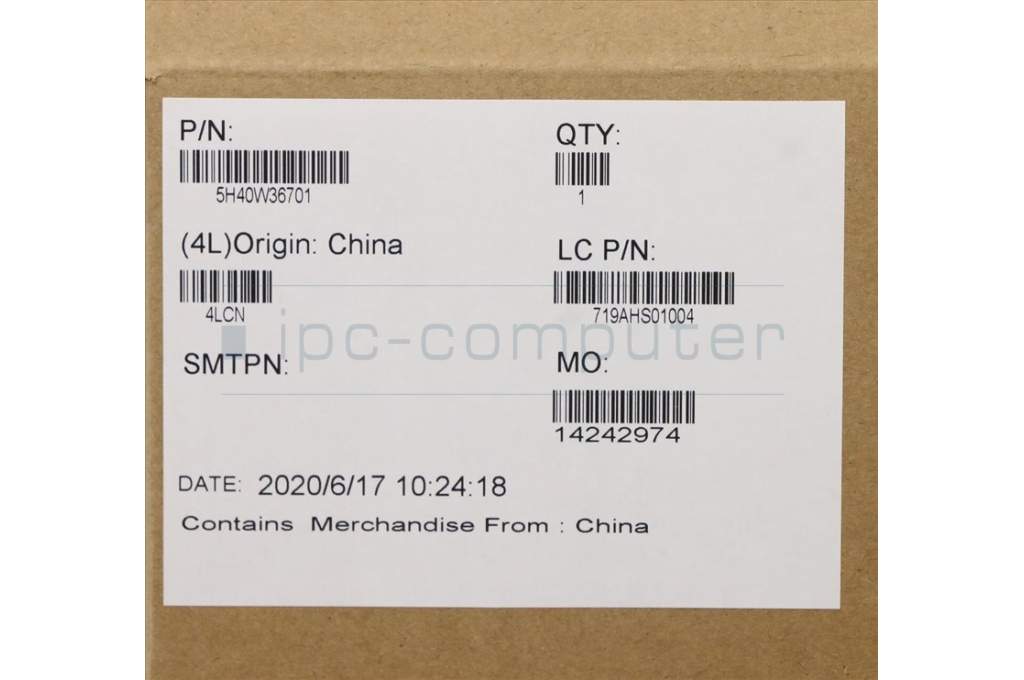 P/N:
5H40W36701
QTY:
1
(4L)Origin: China
4LCN
LC P/N:
719AHS01004
ipc-computer
SMTPN:
MO:
14242974
DATE: 2020/6/17 10:24:18
Contains Merchandise From : China